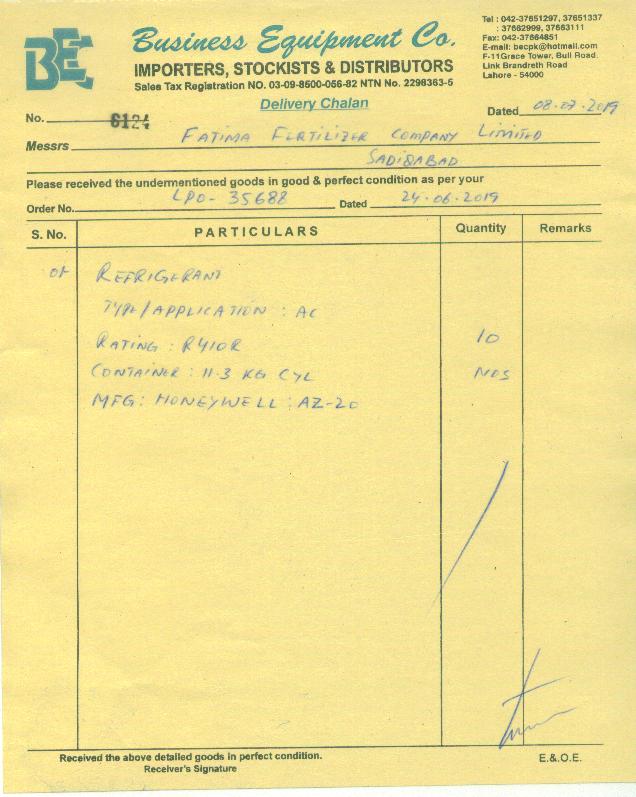 BE
Business Equipment Co.
IMPORTERS, STOCKISTS & DISTRIBUTORS
Sales Tax Registration NO. 03-09-8500-056-82 NTN No. 2298363-5
Tel : 042-37651297, 37651337
: 37662999, 37663111
Fax: 042-37664851
E-mail: becpk@hotmail.com
F-11Grace Tower, Bull Road,
Link Brandreth Road
Lahore - 54000
Delivery Chalan
No. 6124
Dated 08.07.2019
Messrs FATIMA FERTILIZER COMPANY LIMITED
SADIQABAD
Please received the undermentioned goods in good & perfect condition as per your
Order No. LPO- 35688 Dated 24.06.2019
S. No. PARTICULARS Quantity Remarks
01 REFRIGERANT
TYPE/APPLICATION : AC
RATING : R410R 10
CONTAINER : 11.3 KG CYL NOS
MFG: HONEYWELL : AZ-20
Received the above detailed goods in perfect condition.
Receiver's Signature
E.&.O.E.